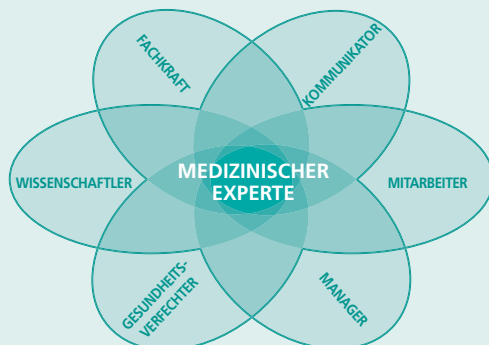 FACHKRAFT
KOMMUNIKATOR
WISSENSCHAFTLER
MEDIZINISCHER
EXPERTE
MITARBEITER
GESUNDHEITS-
VERFECHTER
MANAGER